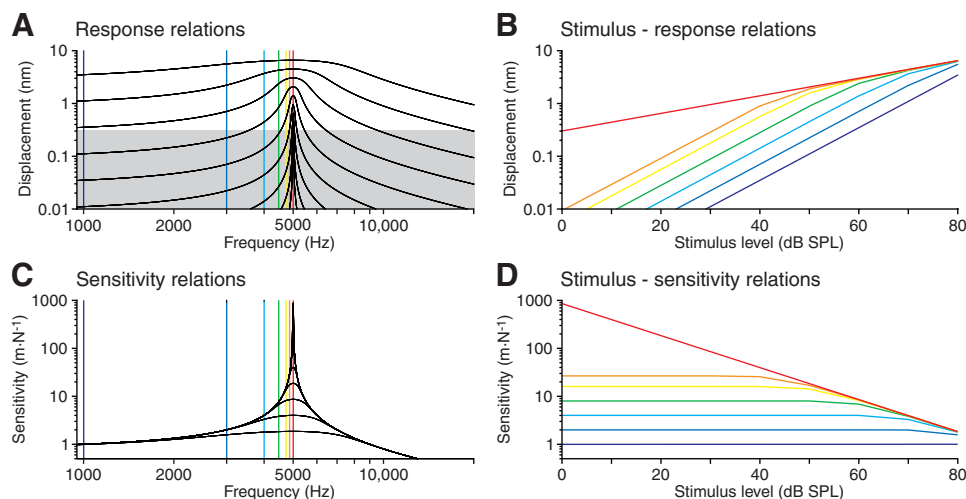 A Response relations
Displacement (nm)
10
1
0.1
0.01
1000 2000 5000 10,000
Frequency (Hz)
B Stimulus - response relations
Displacement (nm)
10
1
0.1
0.01
0 20 40 60 80
Stimulus level (dB SPL)
C Sensitivity relations
Sensitivity (m·N-1)
1000
100
10
1
1000 2000 5000 10,000
Frequency (Hz)
D Stimulus - sensitivity relations
Sensitivity (m·N-1)
1000
100
10
1
0 20 40 60 80
Stimulus level (dB SPL)